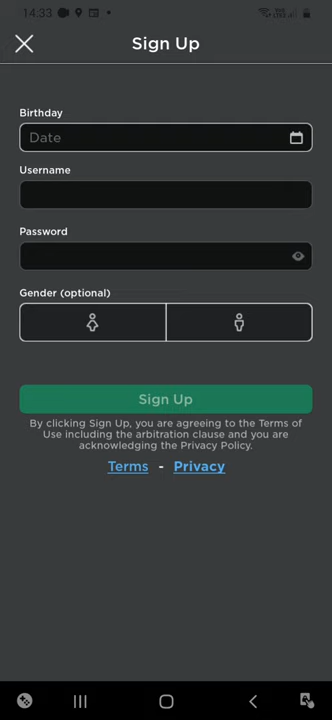 14:33
Sign Up
Birthday
Date
Username
Password
Gender (optional)
Sign Up
By clicking Sign Up, you are agreeing to the Terms of
Use including the arbitration clause and you are
acknowledging the Privacy Policy.
Terms - Privacy